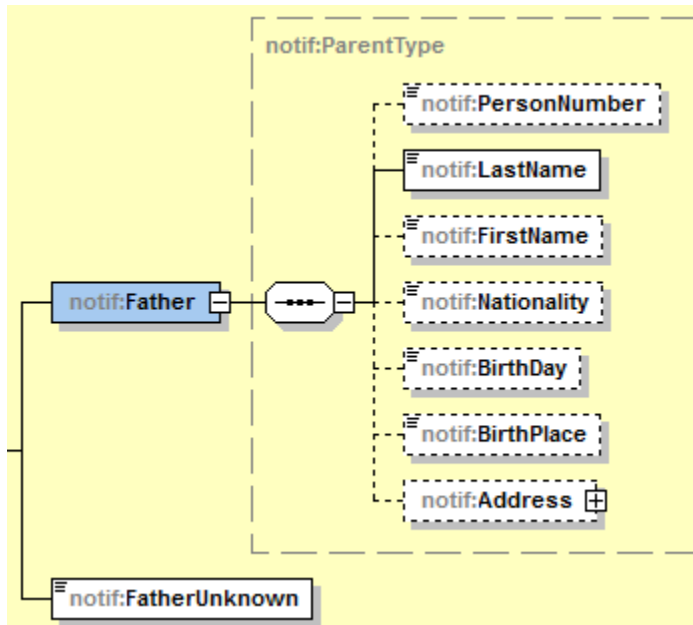 notif:ParentType
notif:PersonNumber
notif:LastName
notif:FirstName
notif:Father
notif:Nationality
notif:BirthDay
notif:BirthPlace
notif:Address
notif:FatherUnknown